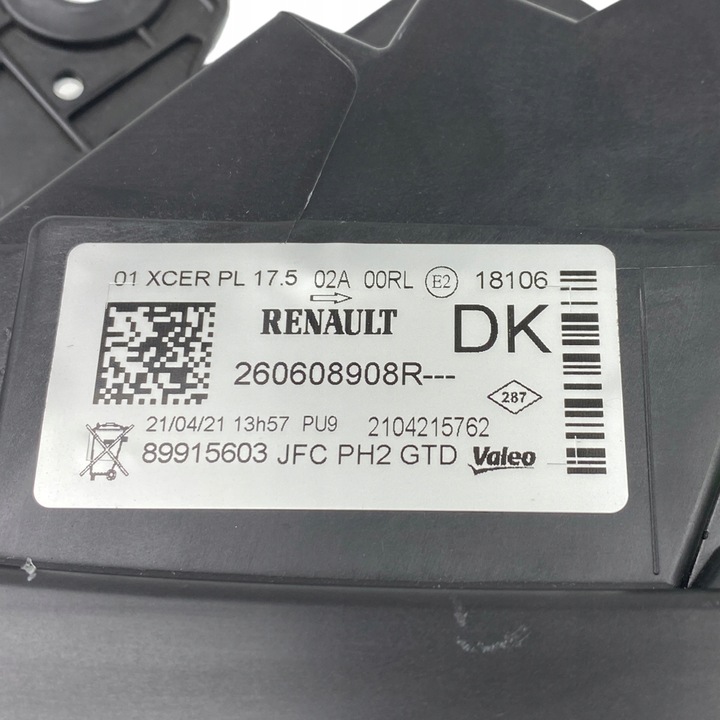 01 XCER PL 17.5 02A 00RL E2 18106
RENAULT DK
260608908R---
287
21/04/21 13h57 PU9 2104215762
89915603 JFC PH2 GTD Valeo